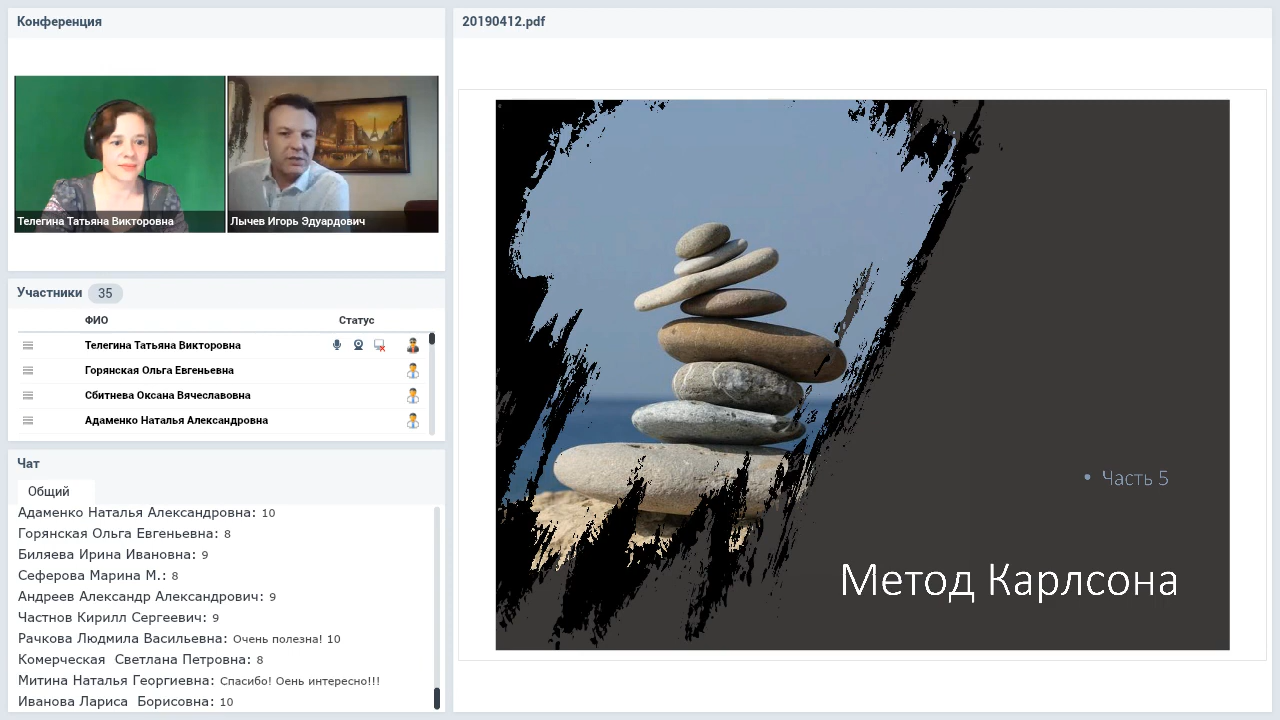 Конференция
Телегина Татьяна Викторовна
Лычев Игорь Эдуардович
Участники 35
ФИО Статус
Телегина Татьяна Викторовна
Горянская Ольга Евгеньевна
Сбитнева Оксана Вячеславовна
Адаменко Наталья Александровна
Чат
Общий
Адаменко Наталья Александровна: 10
Горянская Ольга Евгеньевна: 8
Биляева Ирина Ивановна: 9
Сеферова Марина М.: 8
Андреев Александр Александрович: 9
Частнов Кирилл Сергеевич: 9
Рачкова Людмила Васильевна: Очень полезна! 10
Комерческая Светлана Петровна: 8
Митина Наталья Георгиевна: Спасибо! Оень интересно!!!
Иванова Лариса Борисовна: 10
20190412.pdf
• Часть 5
Метод Карлсона